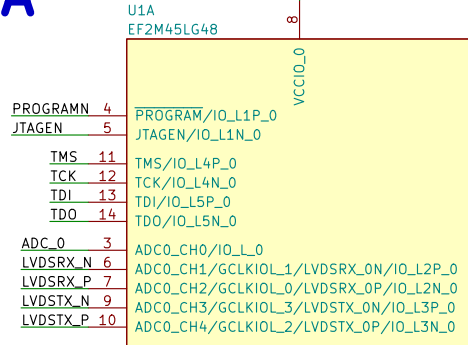 A
U1A
EF2M45LG48
8
VCCIO_0
PROGRAMN 4 PROGRAM/IO_L1P_0
JTAGEN 5 JTAGEN/IO_L1N_0
TMS 11 TMS/IO_L4P_0
TCK 12 TCK/IO_L4N_0
TDI 13 TDI/IO_L5P_0
TDO 14 TDO/IO_L5N_0
ADC_0 3 ADC0_CH0/IO_L_0
LVDSRX_N 6 ADC0_CH1/GCLKIOL_1/LVDSRX_0N/IO_L2P_0
LVDSRX_P 7 ADC0_CH2/GCLKIOL_0/LVDSRX_0P/IO_L2N_0
LVDSTX_N 9 ADC0_CH3/GCLKIOL_3/LVDSTX_0N/IO_L3P_0
LVDSTX_P 10 ADC0_CH4/GCLKIOL_2/LVDSTX_0P/IO_L3N_0